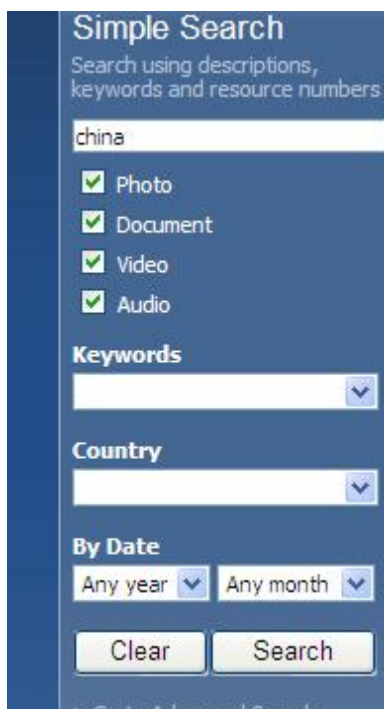 Simple Search
Search using descriptions,
keywords and resource numbers
china
Photo
Document
Video
Audio
Keywords
Country
By Date
Any year Any month
Clear Search